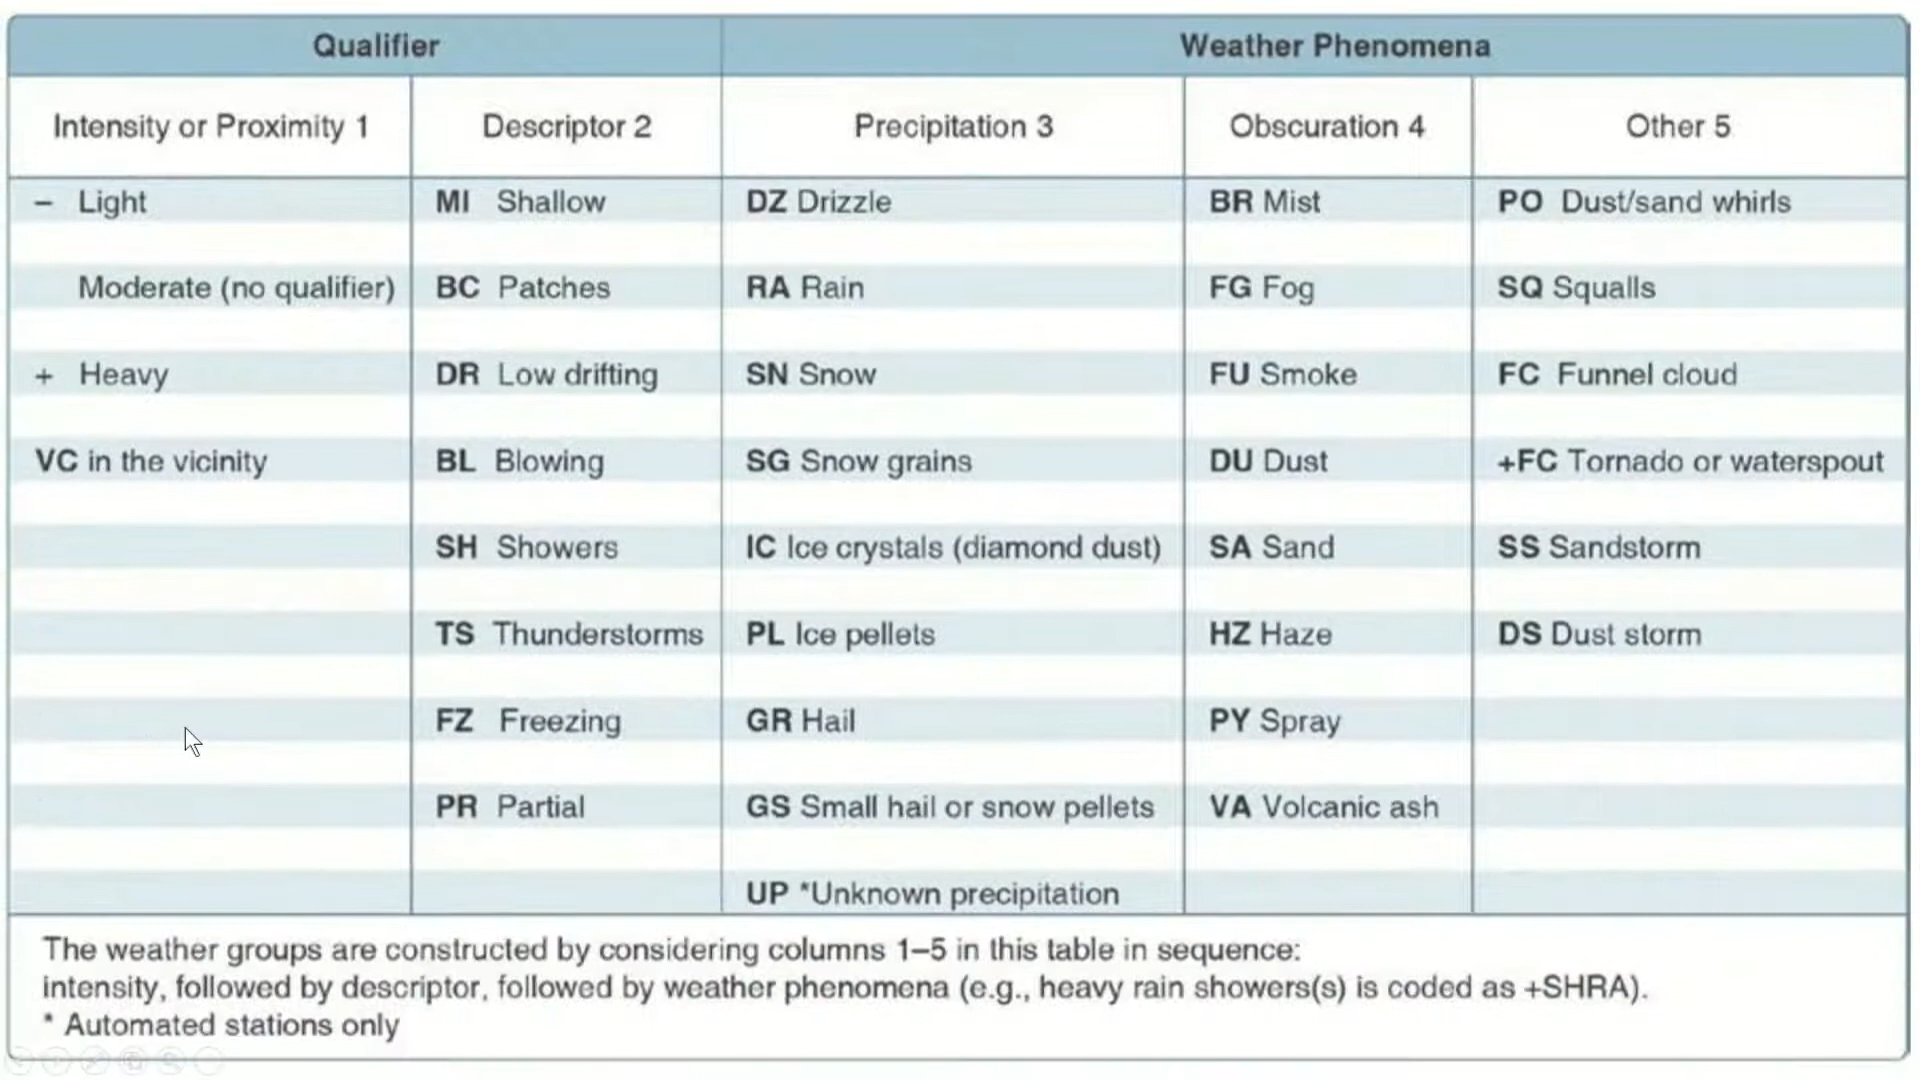 Qualifier Weather Phenomena
Intensity or Proximity 1 Descriptor 2 Precipitation 3 Obscuration 4 Other 5
– Light MI Shallow DZ Drizzle BR Mist PO Dust/sand whirls
Moderate (no qualifier) BC Patches RA Rain FG Fog SQ Squalls
+ Heavy DR Low drifting SN Snow FU Smoke FC Funnel cloud
VC in the vicinity BL Blowing SG Snow grains DU Dust +FC Tornado or waterspout
SH Showers IC Ice crystals (diamond dust) SA Sand SS Sandstorm
TS Thunderstorms PL Ice pellets HZ Haze DS Dust storm
FZ Freezing GR Hail PY Spray
PR Partial GS Small hail or snow pellets VA Volcanic ash
UP *Unknown precipitation
The weather groups are constructed by considering columns 1–5 in this table in sequence:
intensity, followed by descriptor, followed by weather phenomena (e.g., heavy rain showers(s) is coded as +SHRA).
* Automated stations only